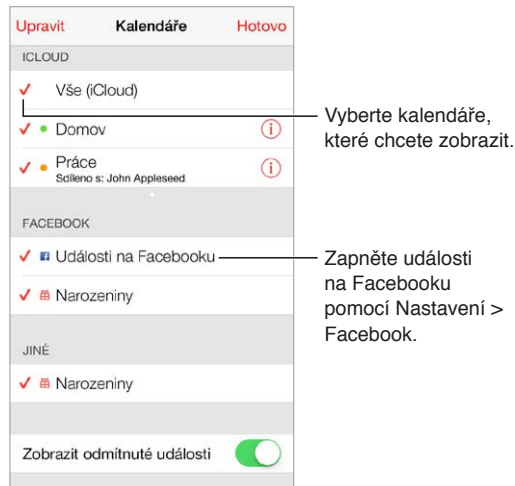 Upravit Kalendáře Hotovo
ICLOUD
Vše (iCloud)
Domov
Práce
Sdíleno s: John Appleseed
FACEBOOK
Události na Facebooku
Narozeniny
JINÉ
Narozeniny
Zobrazit odmítnuté události
Vyberte kalendáře,
které chcete zobrazit.
Zapněte události
na Facebooku
pomocí Nastavení >
Facebook.